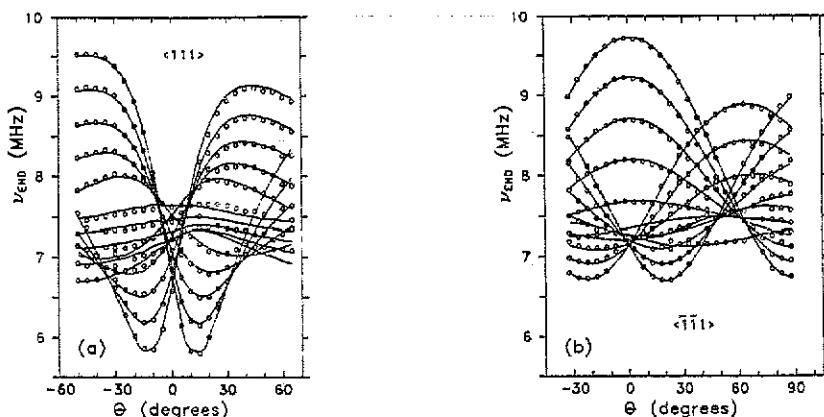 10
<111>
9
ν_END (MHz)
8
7
6
(a)
−60 −30 0 30 60
Θ (degrees)
10
9
ν_END (MHz)
8
7
6
<1̄1̄1>
(b)
−30 0 30 60 90
Θ (degrees)